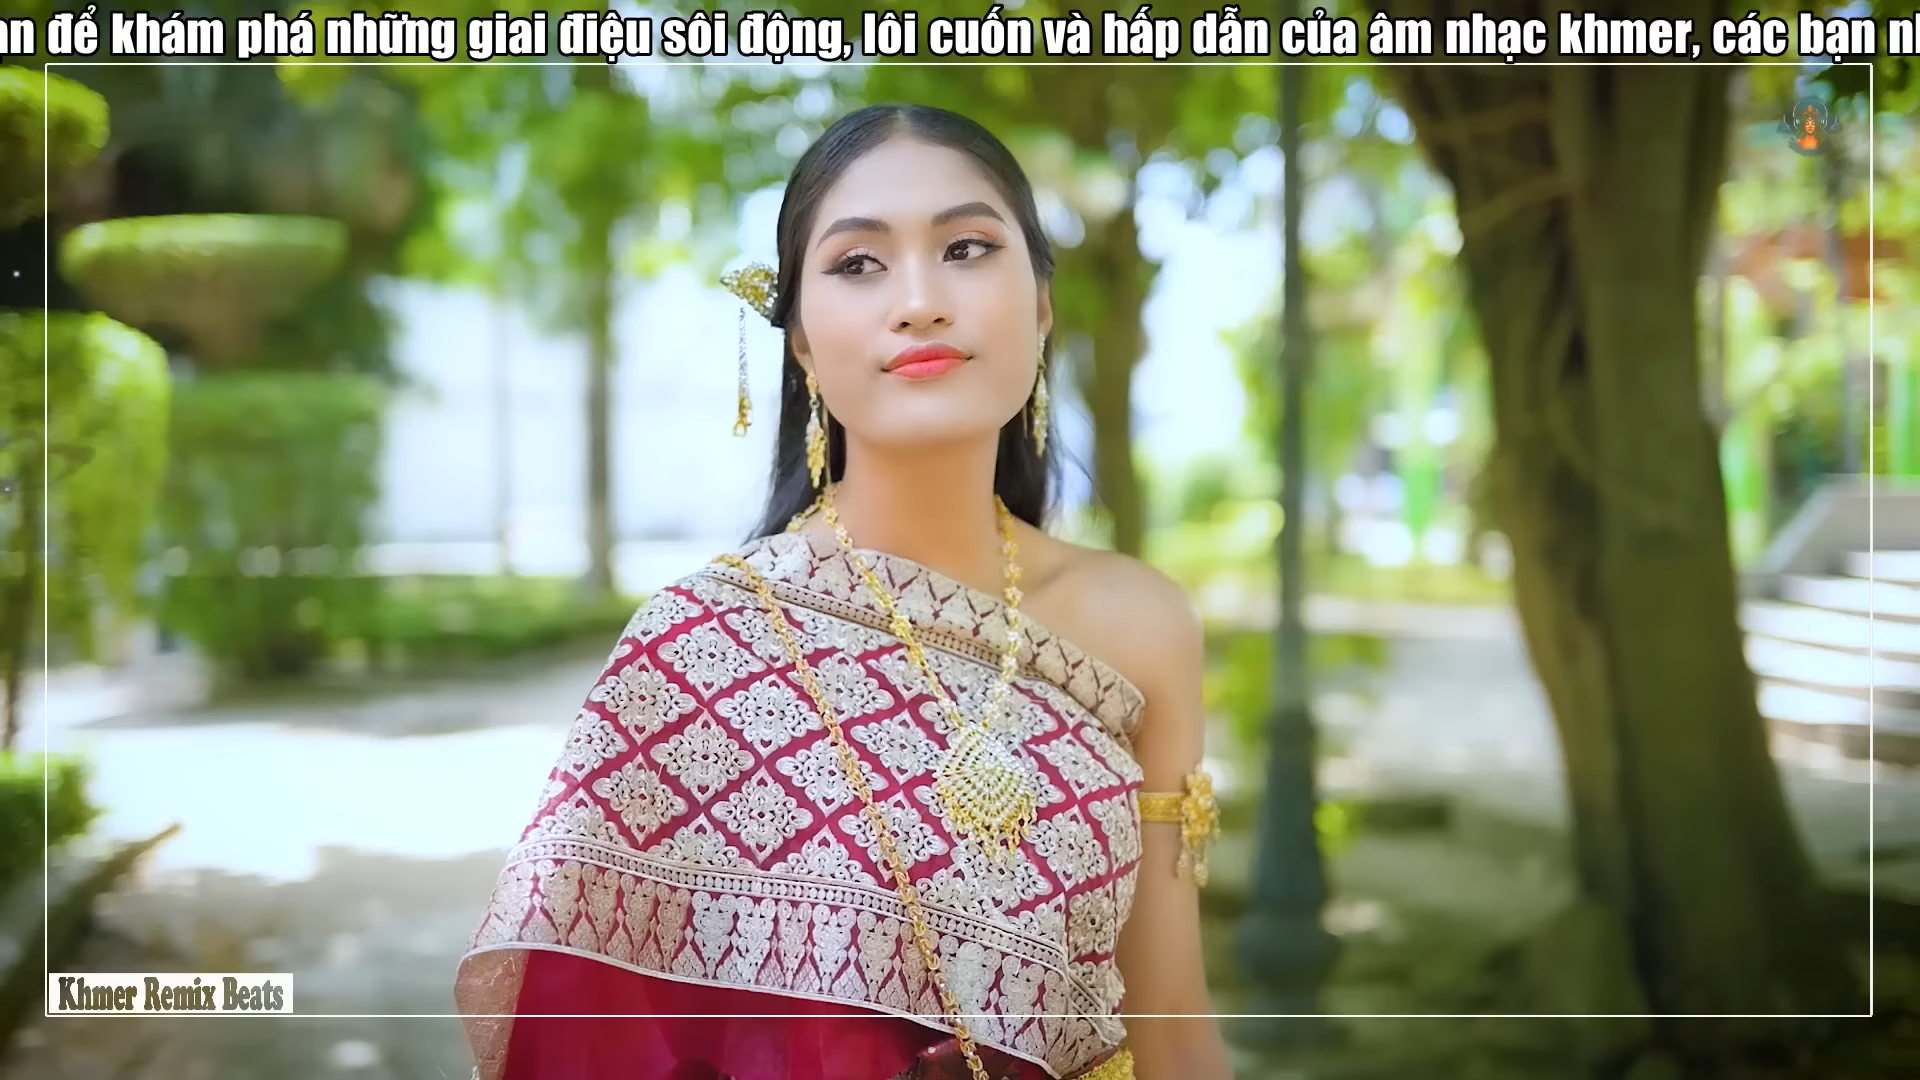 để khám phá những giai điệu sôi động, lôi cuốn và hấp dẫn của âm nhạc khmer, các bạn
Khmer Remix Beats